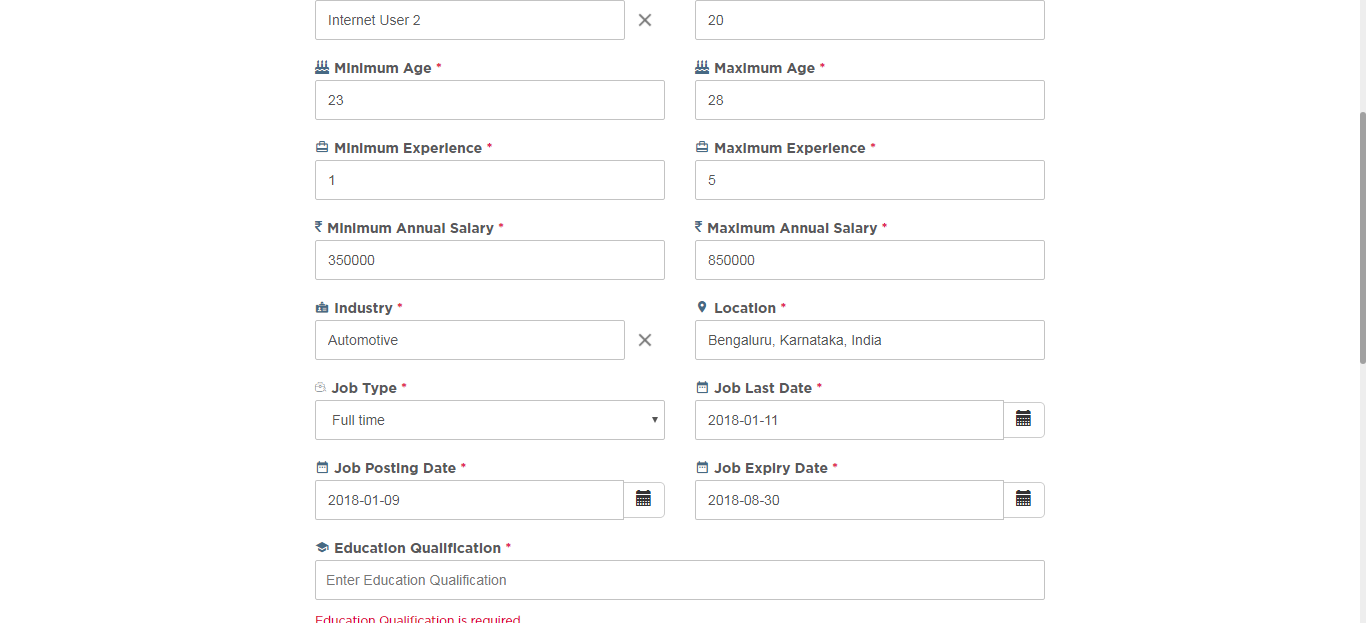 Internet User 2 20
Minimum Age * Maximum Age *
23 28
Minimum Experience * Maximum Experience *
1 5
₹ Minimum Annual Salary * ₹ Maximum Annual Salary *
350000 850000
Industry * Location *
Automotive Bengaluru, Karnataka, India
Job Type * Job Last Date *
Full time 2018-01-11
Job Posting Date * Job Expiry Date *
2018-01-09 2018-08-30
Education Qualification *
Enter Education Qualification
Education Qualification is required